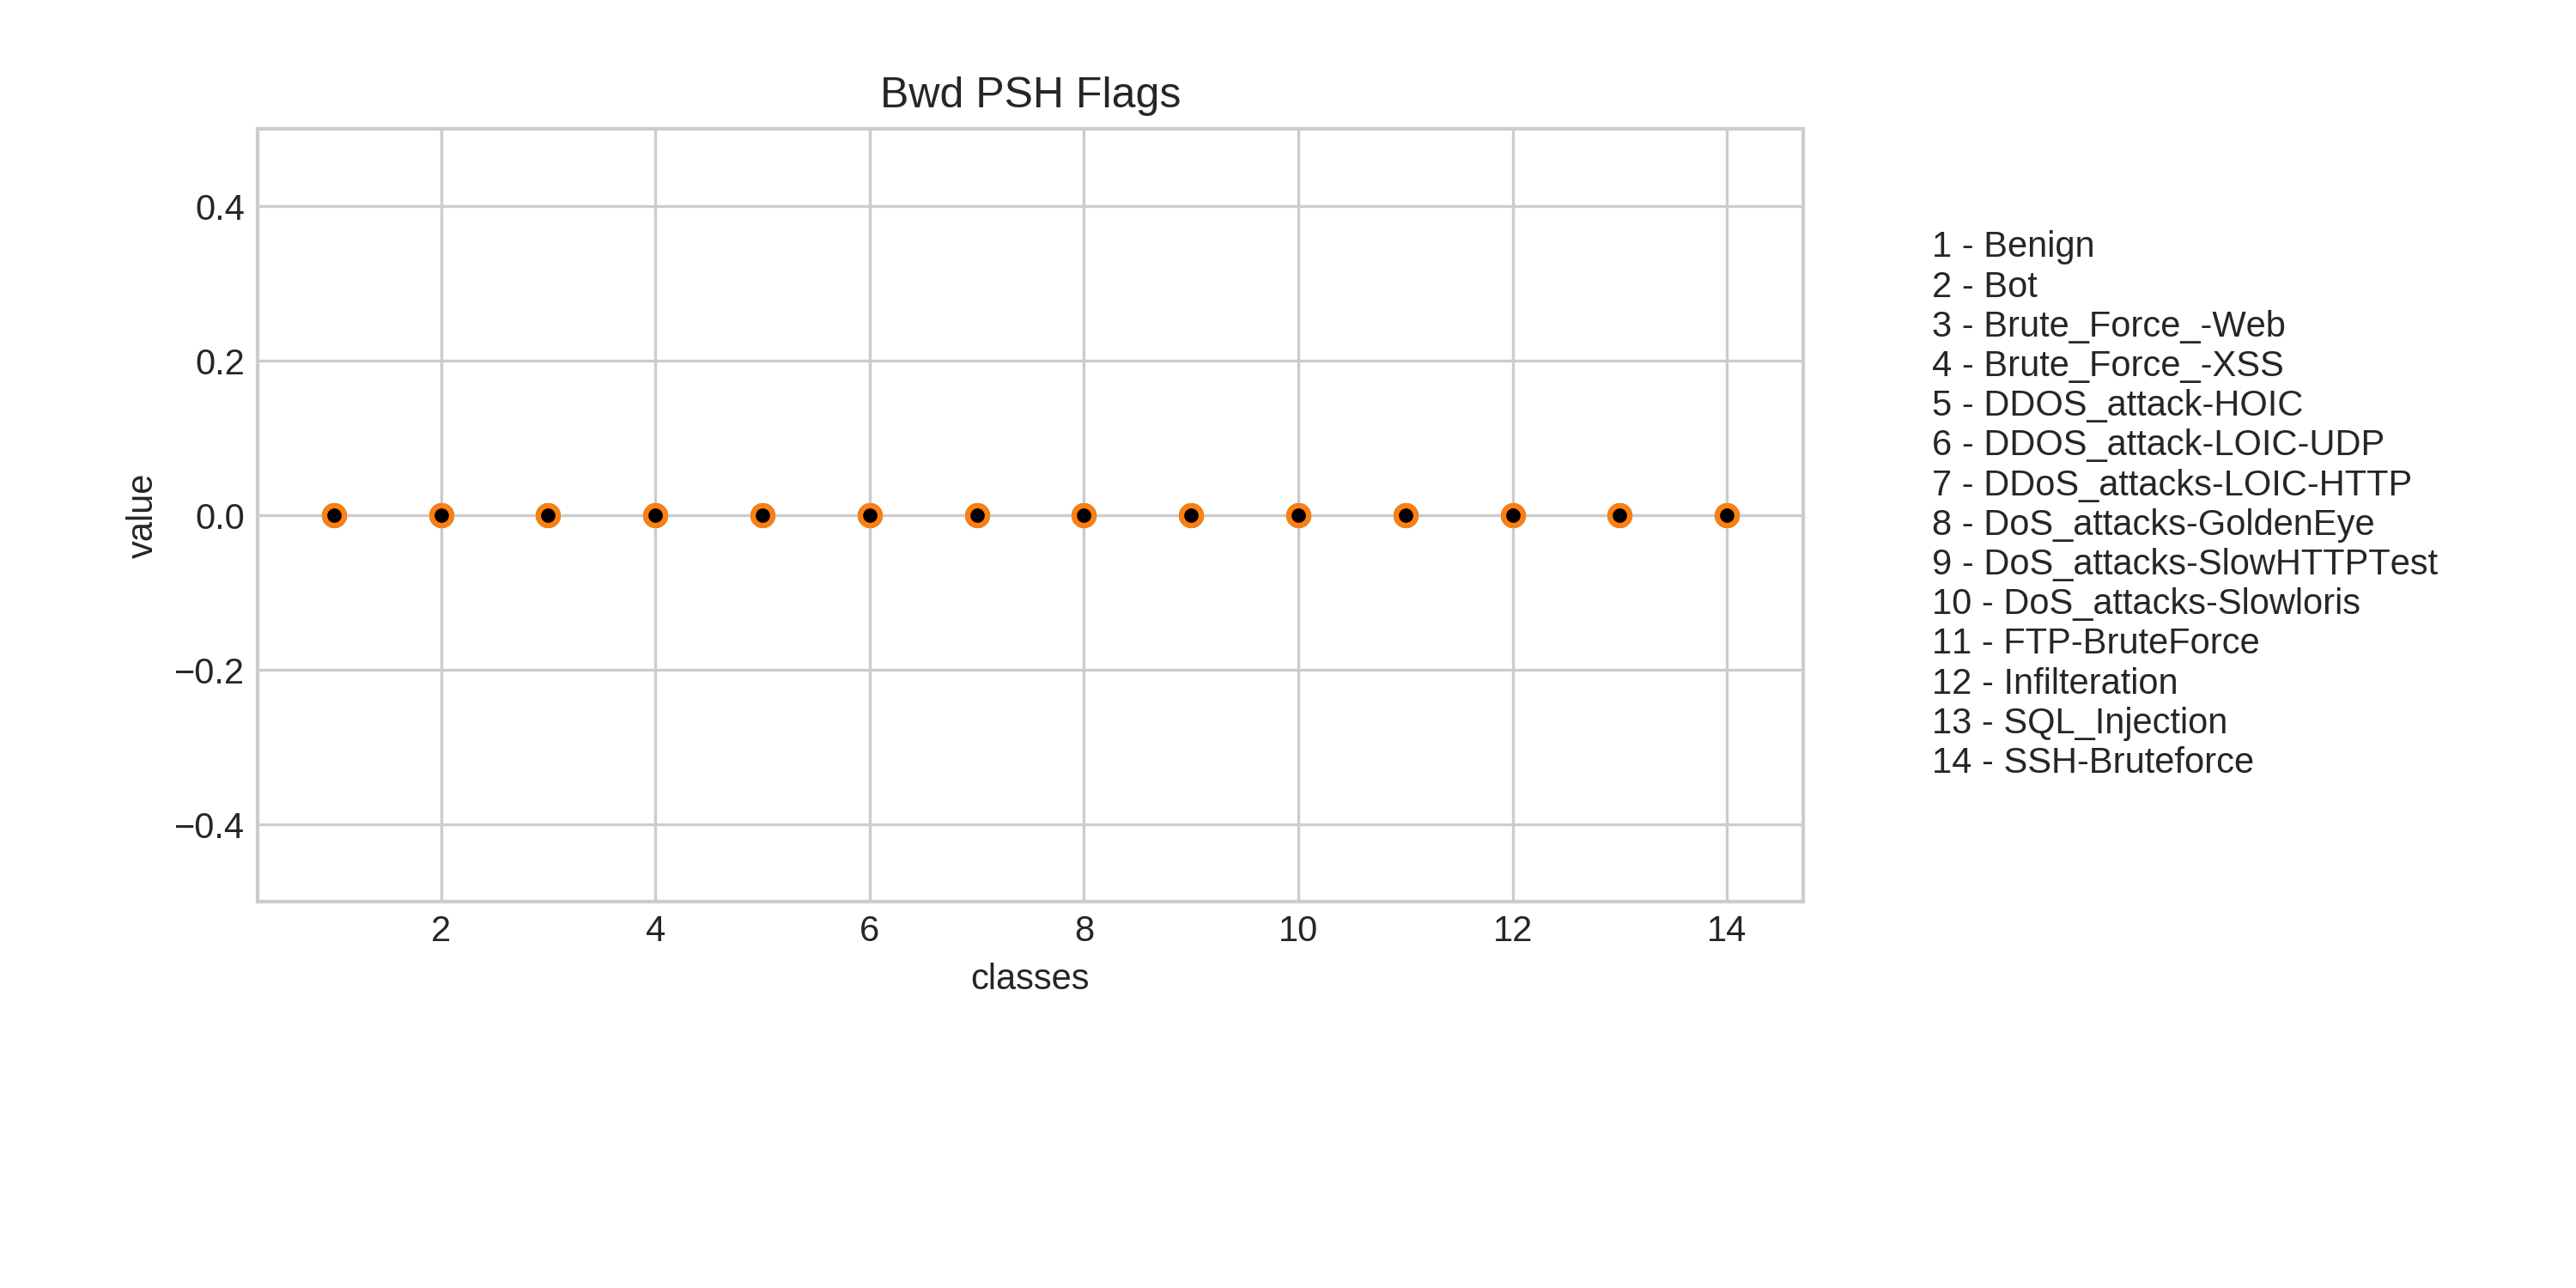 Bwd PSH Flags
0.4
0.2
0.0
−0.2
−0.4
value
2 4 6 8 10 12 14
classes
1 - Benign
2 - Bot
3 - Brute_Force_-Web
4 - Brute_Force_-XSS
5 - DDOS_attack-HOIC
6 - DDOS_attack-LOIC-UDP
7 - DDoS_attacks-LOIC-HTTP
8 - DoS_attacks-GoldenEye
9 - DoS_attacks-SlowHTTPTest
10 - DoS_attacks-Slowloris
11 - FTP-BruteForce
12 - Infilteration
13 - SQL_Injection
14 - SSH-Bruteforce